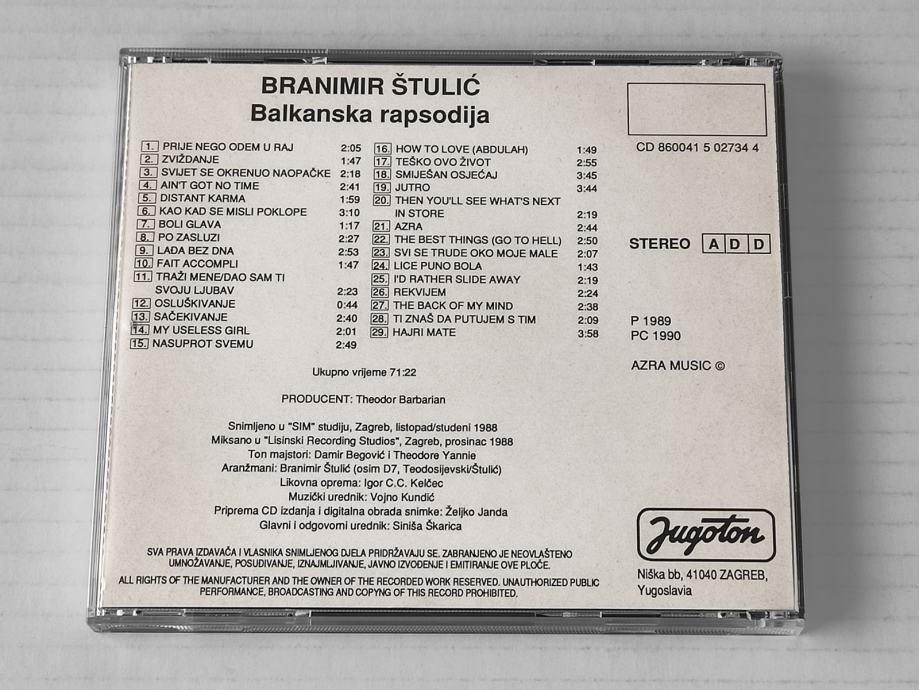 BRANIMIR ŠTULIĆ
Balkanska rapsodija
1. PRIJE NEGO ODEM U RAJ 2:05
2. ZVIŽDANJE 1:47
3. SVIJET SE OKRENUO NAOPAČKE 2:18
4. AIN'T GOT NO TIME 2:41
5. DISTANT KARMA 1:59
6. KAO KAD SE MISLI POKLOPE 3:10
7. BOLI GLAVA 1:17
8. PO ZASLUZI 2:27
9. LAĐA BEZ DNA 2:53
10. FAIT ACCOMPLI 1:47
11. TRAŽI MENE/DAO SAM TI
SVOJU LJUBAV 2:23
12. OSLUŠKIVANJE 0:44
13. SAČEKIVANJE 2:40
14. MY USELESS GIRL 2:01
15. NASUPROT SVEMU 2:49
16. HOW TO LOVE (ABDULAH) 1:49
17. TEŠKO OVO ŽIVOT 2:55
18. SMIJEŠAN OSJEĆAJ 3:45
19. JUTRO 3:44
20. THEN YOU'LL SEE WHAT'S NEXT
IN STORE 2:19
21. AZRA 2:44
22. THE BEST THINGS (GO TO HELL) 2:50
23. SVI SE TRUDE OKO MOJE MALE 2:07
24. LICE PUNO BOLA 1:43
25. I'D RATHER SLIDE AWAY 2:19
26. REKVIJEM 2:24
27. THE BACK OF MY MIND 2:38
28. TI ZNAŠ DA PUTUJEM S TIM 2:09
29. HAJRI MATE 3:58
Ukupno vrijeme 71:22
PRODUCENT: Theodor Barbarian
Snimljeno u "SIM" studiju, Zagreb, listopad/studeni 1988
Miksano u "Lisinski Recording Studios", Zagreb, prosinac 1988
Ton majstori: Damir Begović i Theodore Yannie
Aranžmani: Branimir Štulić (osim D7, Teodosijevski/Štulić)
Likovna oprema: Igor C.C. Kelčec
Muzički urednik: Vojno Kundić
Priprema CD izdanja i digitalna obrada snimke: Željko Janda
Glavni i odgovorni urednik: Siniša Škarica
SVA PRAVA IZDAVAČA I VLASNIKA SNIMLJENOG DJELA PRIDRŽAVAJU SE. ZABRANJENO JE NEOVLAŠTENO
UMNOŽAVANJE, POSUĐIVANJE, IZNAJMLJIVANJE, JAVNO IZVOĐENJE I EMITIRANJE OVE PLOČE.
ALL RIGHTS OF THE MANUFACTURER AND THE OWNER OF THE RECORDED WORK RESERVED. UNAUTHORIZED PUBLIC
PERFORMANCE, BROADCASTING AND COPYNG OF THIS RECORD PROHIBITED.
CD 860041 5 02734 4
STEREO A D D
P 1989
PC 1990
AZRA MUSIC ©
Jugoton
Niška bb, 41040 ZAGREB,
Yugoslavia